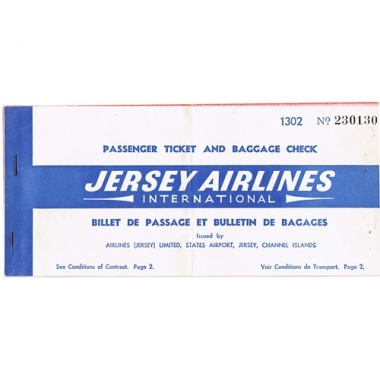 1302 Nº 230130
PASSENGER TICKET AND BAGGAGE CHECK
JERSEY AIRLINES
INTERNATIONAL
BILLET DE PASSAGE ET BULLETIN DE BAGAGES
Issued by
AIRLINES (JERSEY) LIMITED, STATES AIRPORT, JERSEY, CHANNEL ISLANDS
See Conditions of Contract. Page 2. Voir Conditions de Transport. Page 2.